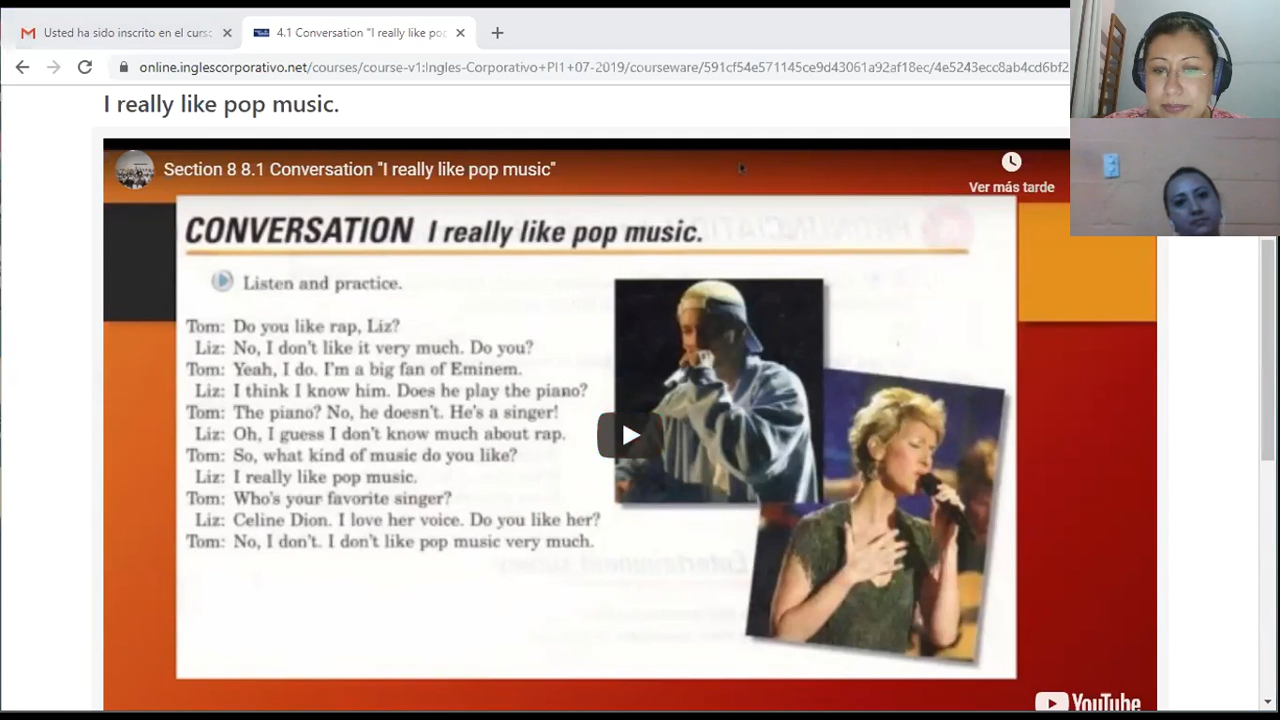 Usted ha sido inscrito en el curso
4.1 Conversation "I really like pop
online.inglescorporativo.net/courses/course-v1:Ingles-Corporativo+PI1+07-2019/courseware/591cf54e571145ce9d43061a92af18ec/4e5243ecc8ab4cd6bf2
I really like pop music.
Section 8 8.1 Conversation "I really like pop music"
Ver más tarde
CONVERSATION I really like pop music.
Listen and practice.
Tom: Do you like rap, Liz?
Liz: No, I don't like it very much. Do you?
Tom: Yeah, I do. I'm a big fan of Eminem.
Liz: I think I know him. Does he play the piano?
Tom: The piano? No, he doesn't. He's a singer!
Liz: Oh, I guess I don't know much about rap.
Tom: So, what kind of music do you like?
Liz: I really like pop music.
Tom: Who's your favorite singer?
Liz: Celine Dion. I love her voice. Do you like her?
Tom: No, I don't. I don't like pop music very much.
YouTube